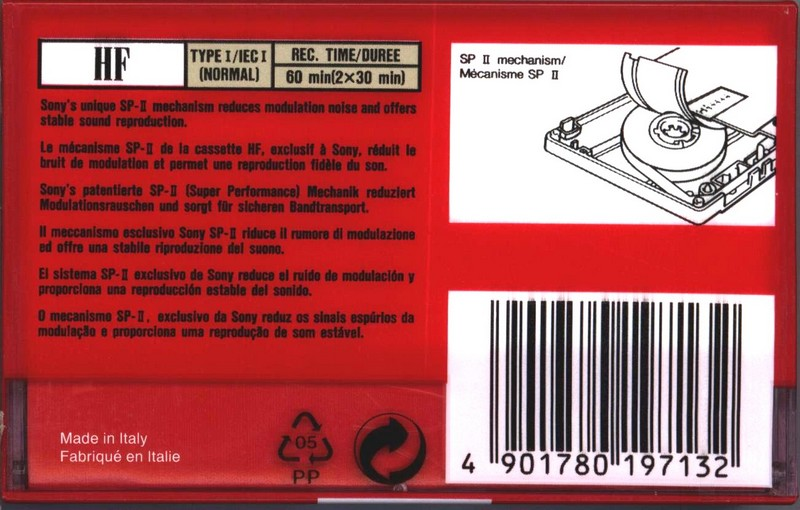 HF
TYPE I/IEC I
(NORMAL)
REC. TIME/DUREE
60 min(2×30 min)
Sony's unique SP-II mechanism reduces modulation noise and offers
stable sound reproduction.
Le mécanisme SP-II de la cassette HF, exclusif à Sony, réduit le
bruit de modulation et permet une reproduction fidèle du son.
Sony's patentierte SP-II (Super Performance) Mechanik reduziert
Modulationsrauschen und sorgt für sicheren Bandtransport.
Il meccanismo esclusivo Sony SP-II riduce il rumore di modulazione
ed offre una stabile riproduzione del suono.
El sistema SP-II exclusivo de Sony reduce el ruido de modulación y
proporciona una reproducción estable del sonido.
O mecanismo SP-II, exclusivo da Sony reduz os sinais espúrios da
modulação e proporciona uma reprodução de som estável.
Made in Italy
Fabriqué en Italie
05
PP
SP II mechanism/
Mécanisme SP II
4 901780 197132